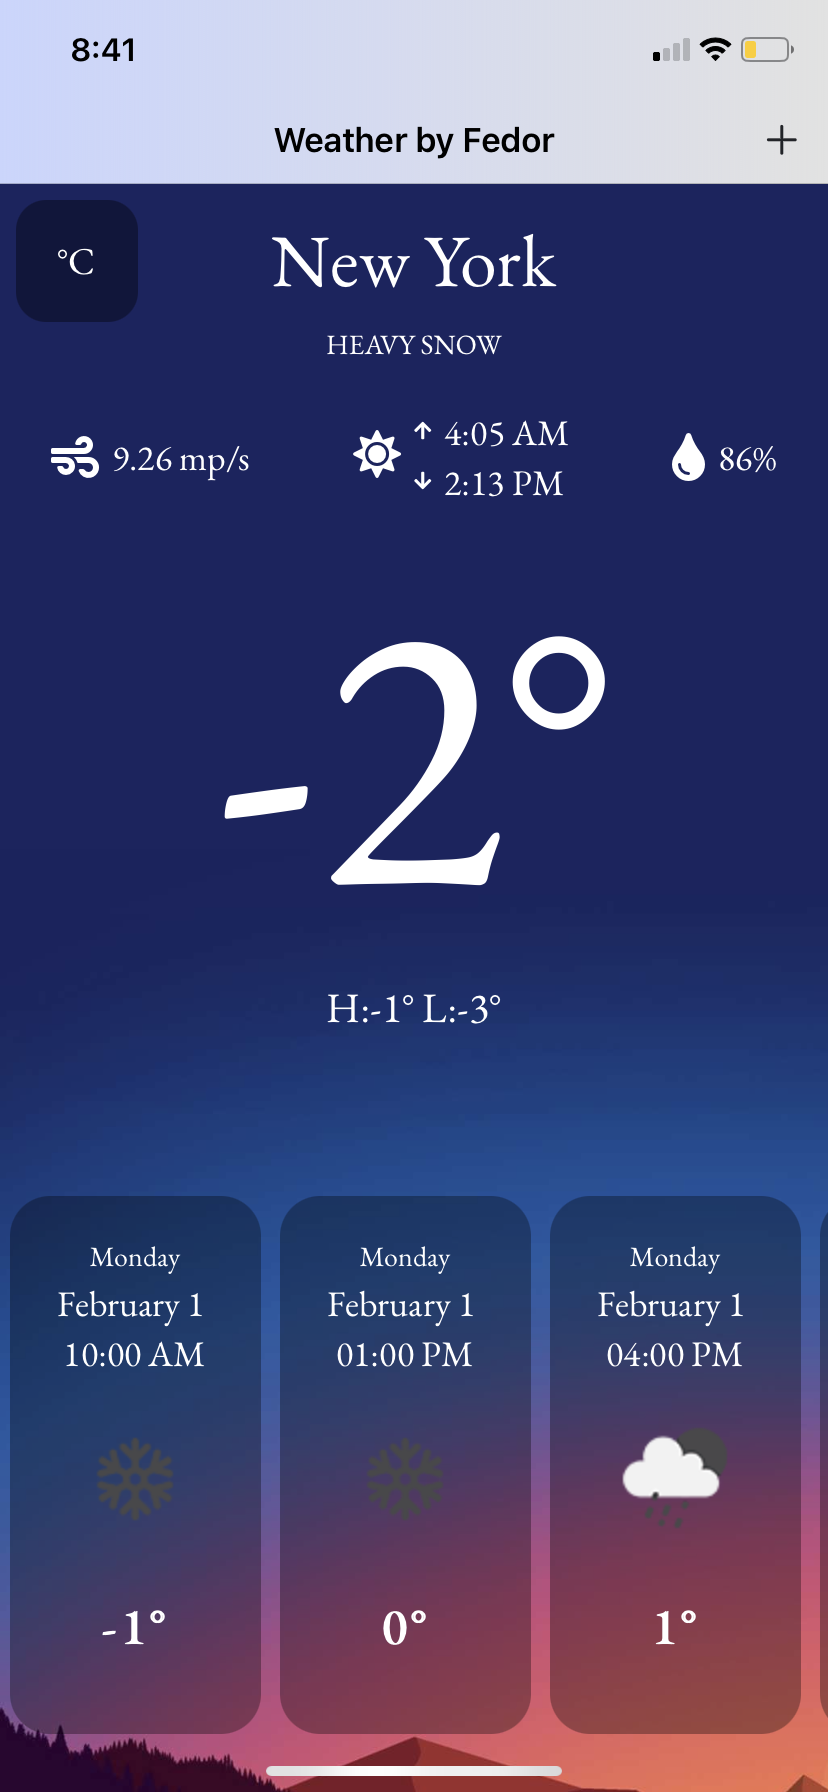 8:41
Weather by Fedor
°C
New York
HEAVY SNOW
9.26 mp/s
4:05 AM
2:13 PM
86%
-2°
H:-1° L:-3°
Monday
February 1
10:00 AM
-1°
Monday
February 1
01:00 PM
0°
Monday
February 1
04:00 PM
1°